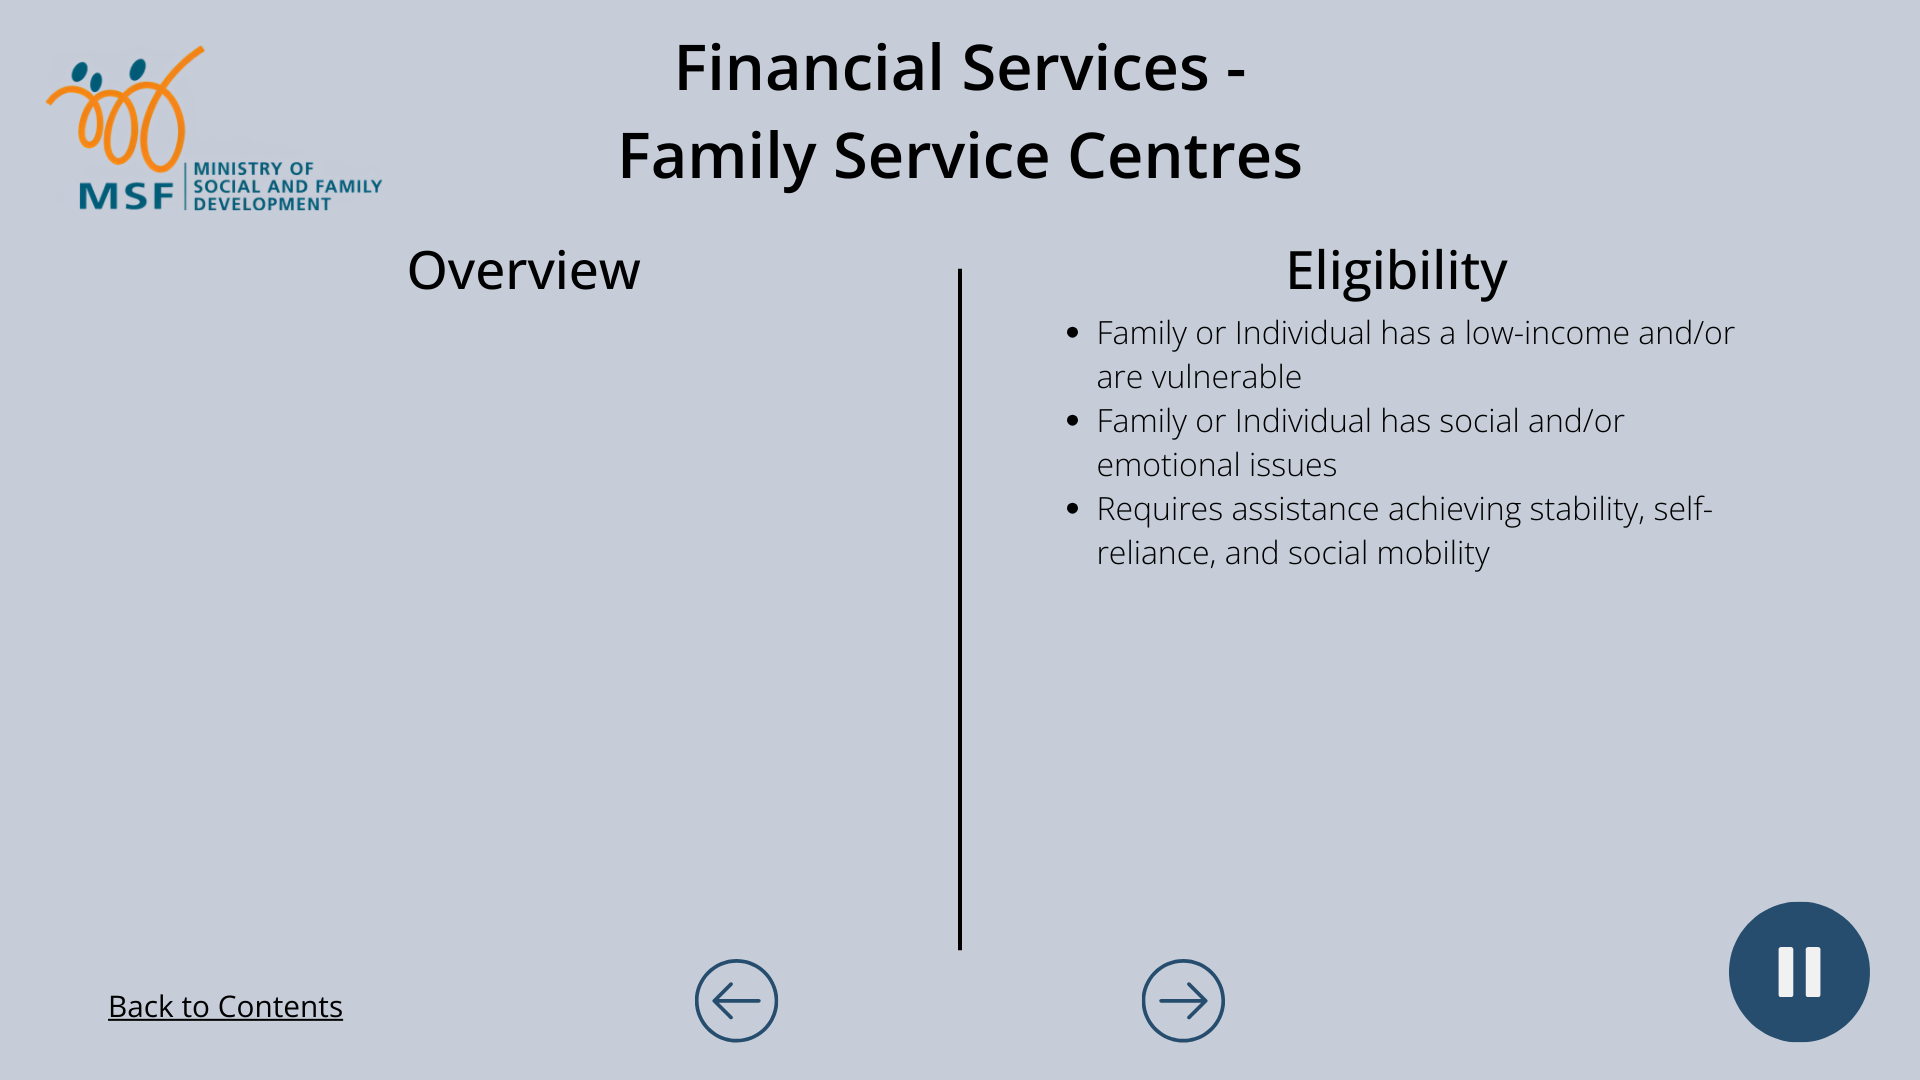 Financial Services -
Family Service Centres
MSF
MINISTRY OF
SOCIAL AND FAMILY
DEVELOPMENT
Overview
Eligibility
• Family or Individual has a low-income and/or
are vulnerable
• Family or Individual has social and/or
emotional issues
• Requires assistance achieving stability, self-
reliance, and social mobility
Back to Contents